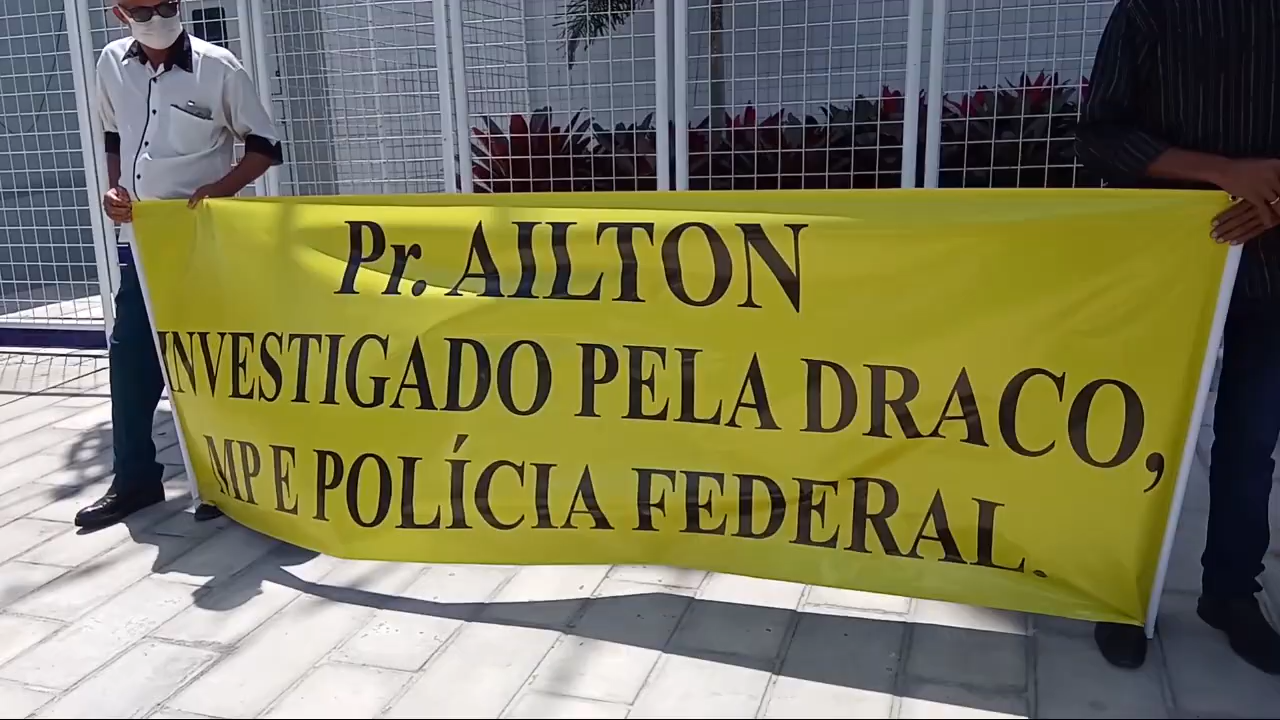 Pr. AILTON
INVESTIGADO PELA DRACO,
MP E POLÍCIA FEDERAL.